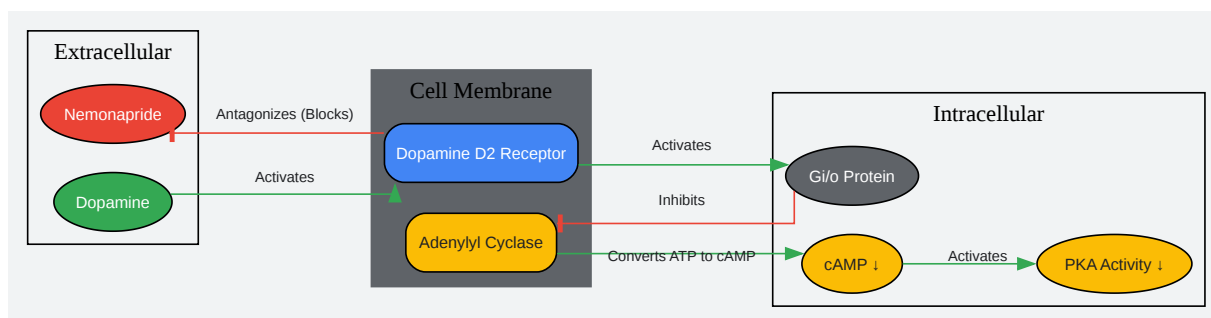 Extracellular
Nemonapride
Dopamine
Antagonizes (Blocks)
Activates
Cell Membrane
Dopamine D2 Receptor
Adenylyl Cyclase
Activates
Inhibits
Converts ATP to cAMP
Intracellular
Gi/o Protein
cAMP ↓
Activates
PKA Activity ↓